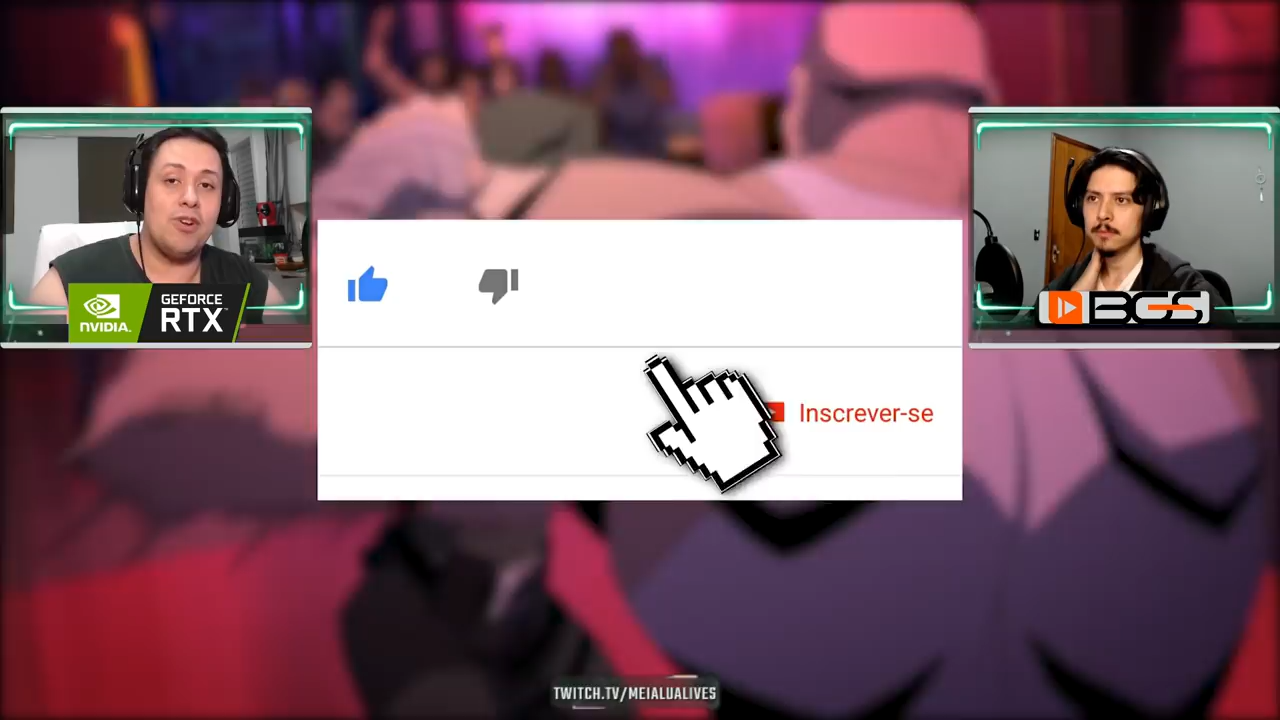 NVIDIA.
GEFORCE
RTX
BGS
Inscrever-se
TWITCH.TV/MEIALUALIVES